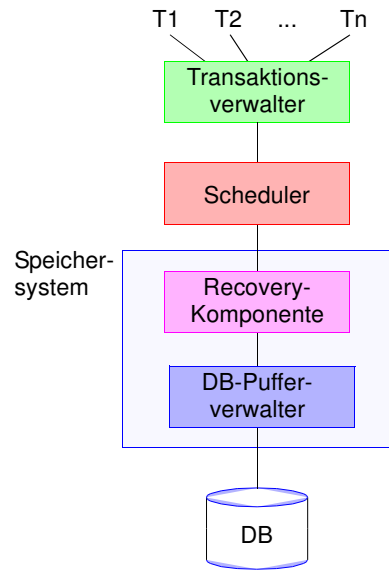 T1 T2 ... Tn
Transaktions-
verwalter
Scheduler
Speicher-
system
Recovery-
Komponente
DB-Puffer-
verwalter
DB